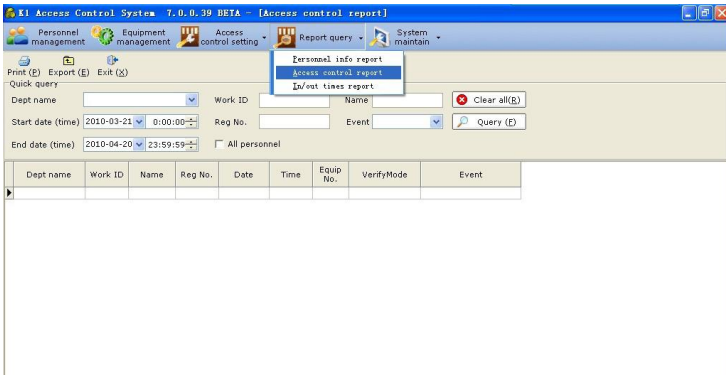 K1 Access Control System 7.0.0.39 BETA - [Access control report]
Personnel management Equipment management Access control setting Report query System maintain
Personnel info report
Access control report
In/out times report
Print (P) Export (E) Exit (X)
Quick query
Dept name Work ID Name Clear all(R)
Start date (time) 2010-03-21 0:00:00 Reg No. Event Query (F)
End date (time) 2010-04-20 23:59:59 All personnel
Dept name Work ID Name Reg No. Date Time Equip No. VerifyMode Event